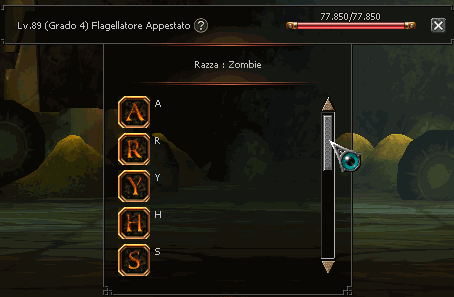 Lv.89 (Grado 4) Flagellatore Appestato ?
77.850/77.850
Razza : Zombie
A A
R R
Y Y
H H
S S